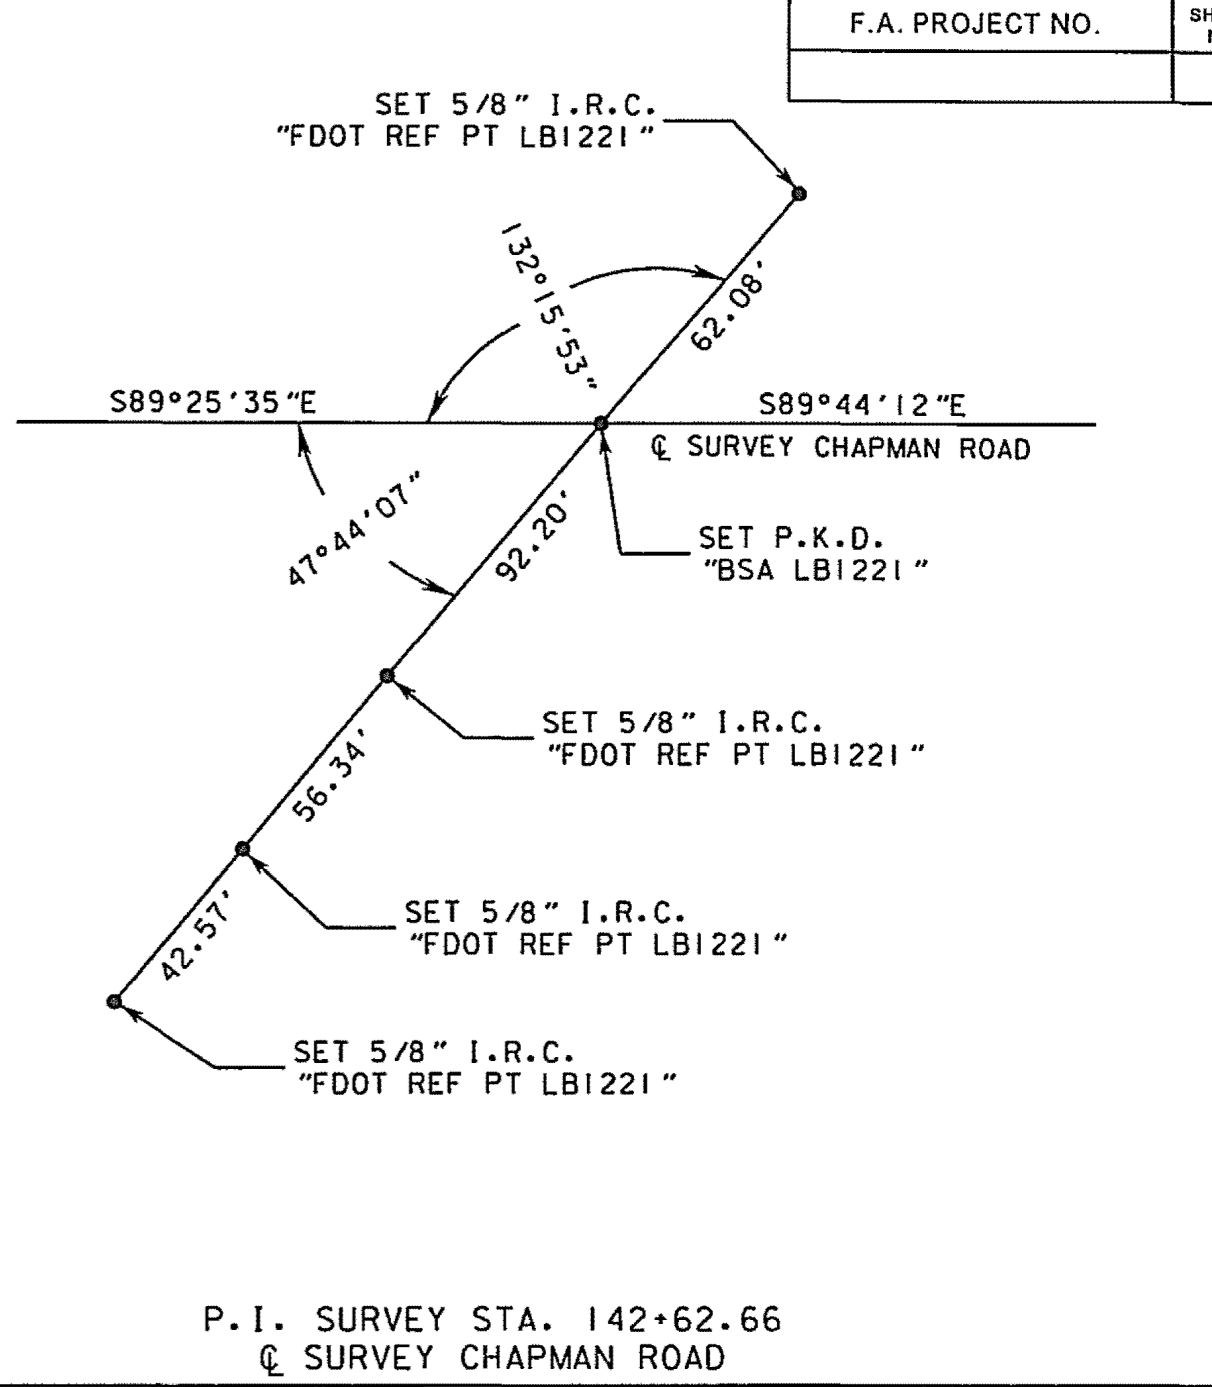 F.A. PROJECT NO.
SET 5/8" I.R.C.
"FDOT REF PT LB1221"
132°15'53"
62.08'
S89°25'35"E
S89°44'12"E
℄ SURVEY CHAPMAN ROAD
47°44'07"
92.20'
SET P.K.D.
"BSA LB1221"
SET 5/8" I.R.C.
"FDOT REF PT LB1221"
56.34'
SET 5/8" I.R.C.
"FDOT REF PT LB1221"
42.57'
SET 5/8" I.R.C.
"FDOT REF PT LB1221"
P.I. SURVEY STA. 142+62.66
℄ SURVEY CHAPMAN ROAD